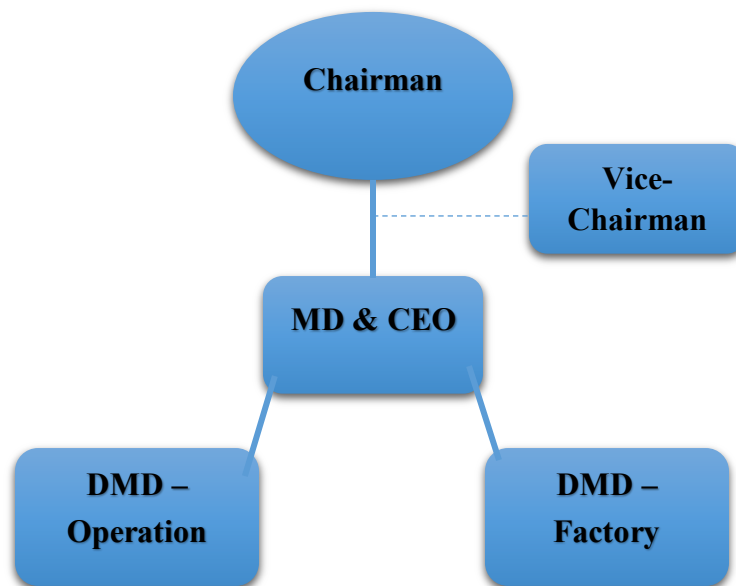 Chairman
Vice-
Chairman
MD & CEO
DMD –
Operation
DMD –
Factory